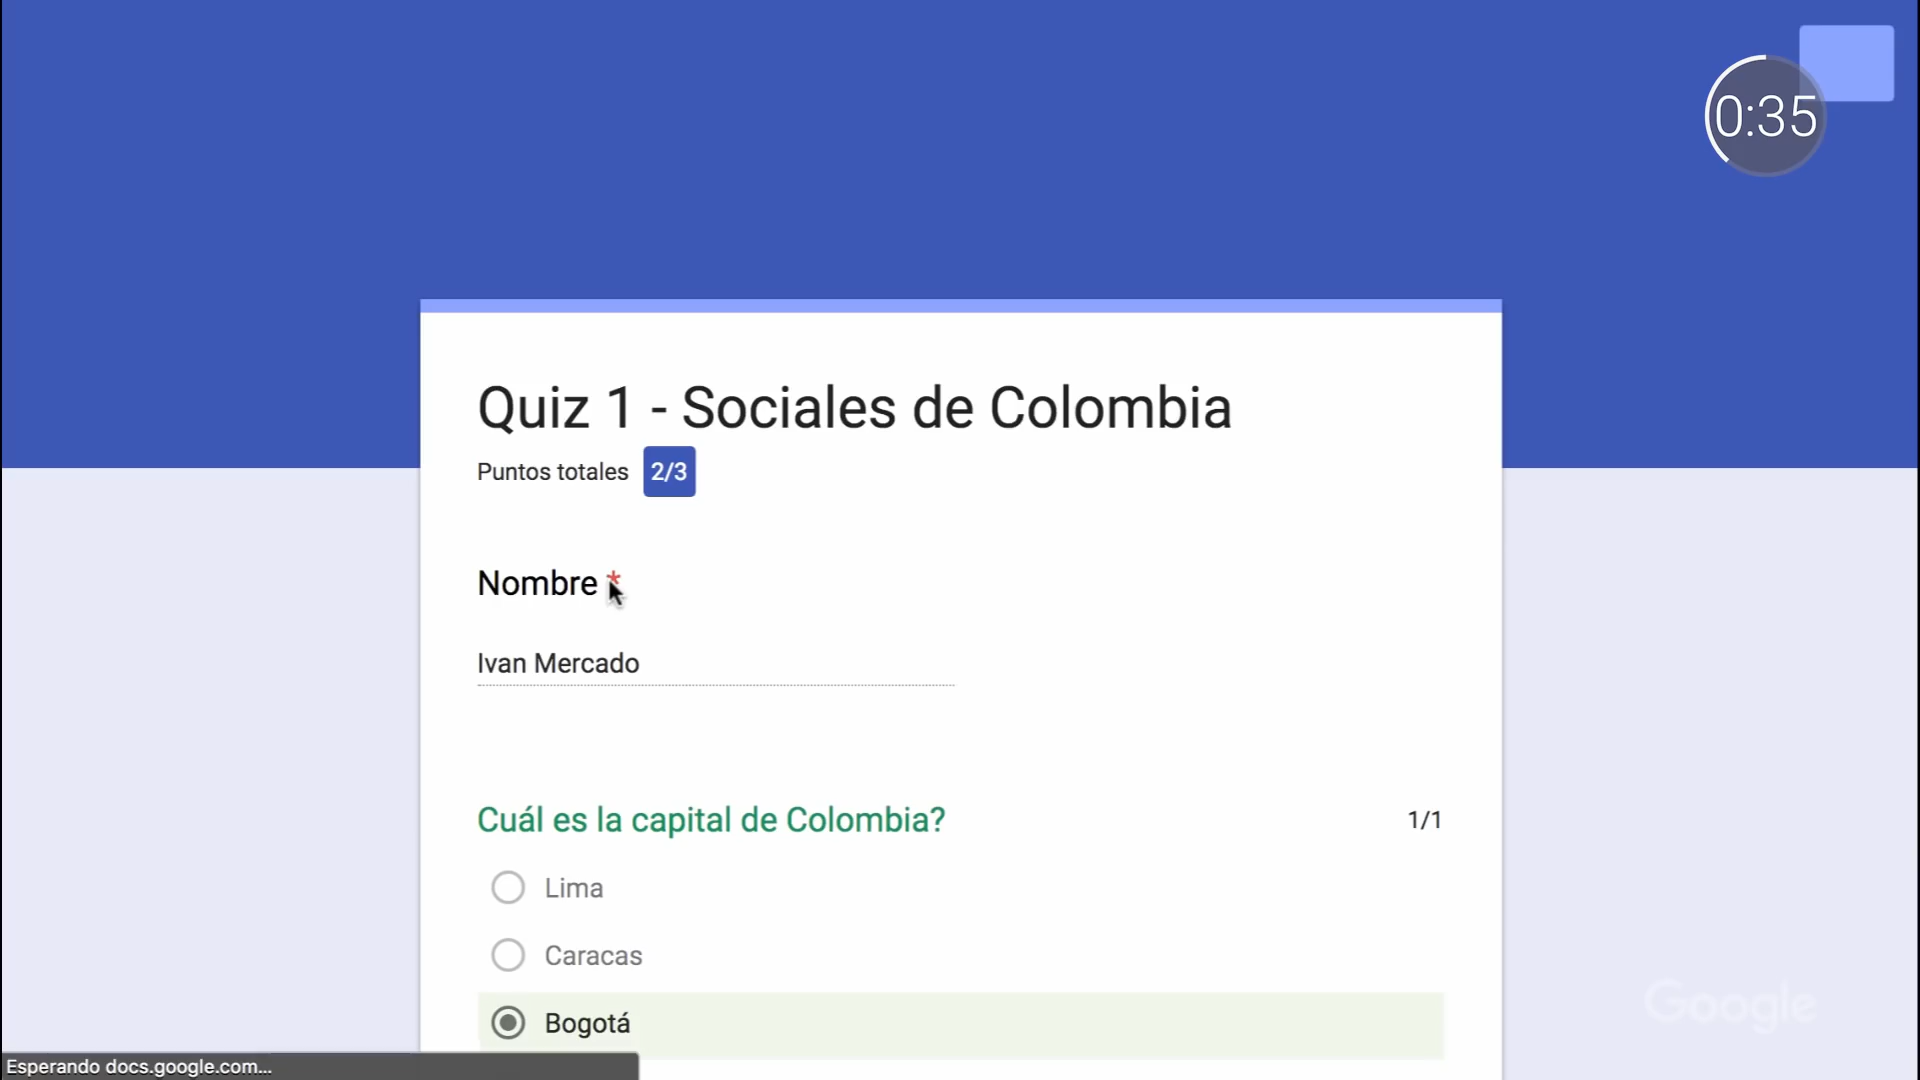 0:35
Quiz 1 - Sociales de Colombia
Puntos totales 2/3
Nombre *
Ivan Mercado
Cuál es la capital de Colombia? 1/1
Lima
Caracas
Bogotá
Google
Esperando docs.google.com...